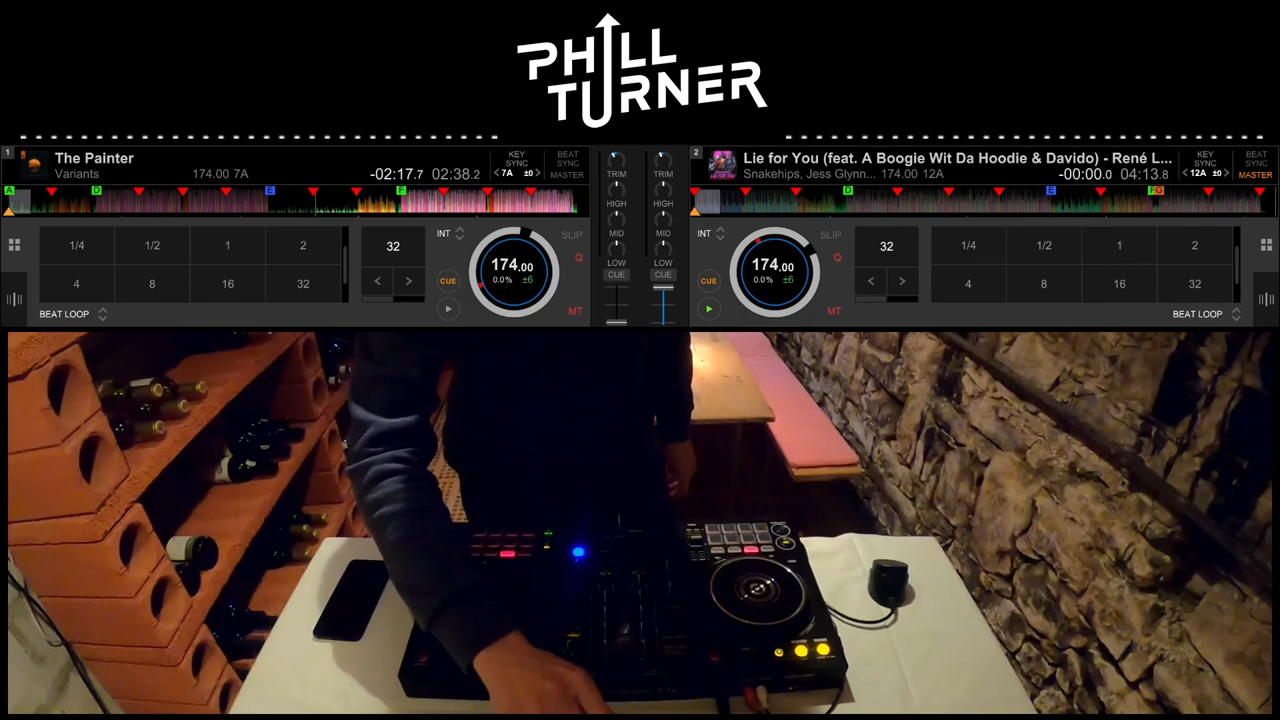 PHILL
TURNER
1
The Painter
Variants
174.00 7A
-02:17.7 02:38.2
KEY
SYNC
7A ±0
BEAT
SYNC
MASTER
A D E F
1/4 1/2 1 2
4 8 16 32
BEAT LOOP
32
INT
CUE
174.00
0.0% ±6
SLIP
Q
MT
TRIM TRIM
HIGH HIGH
MID MID
LOW LOW
CUE CUE
2
Lie for You (feat. A Boogie Wit Da Hoodie & Davido) - René L...
Snakehips, Jess Glynn... 174.00 12A
-00:00.0 04:13.8
KEY
SYNC
12A ±0
BEAT
SYNC
MASTER
D E F G
INT
CUE
174.00
0.0% ±6
SLIP
Q
MT
32
1/4 1/2 1 2
4 8 16 32
BEAT LOOP